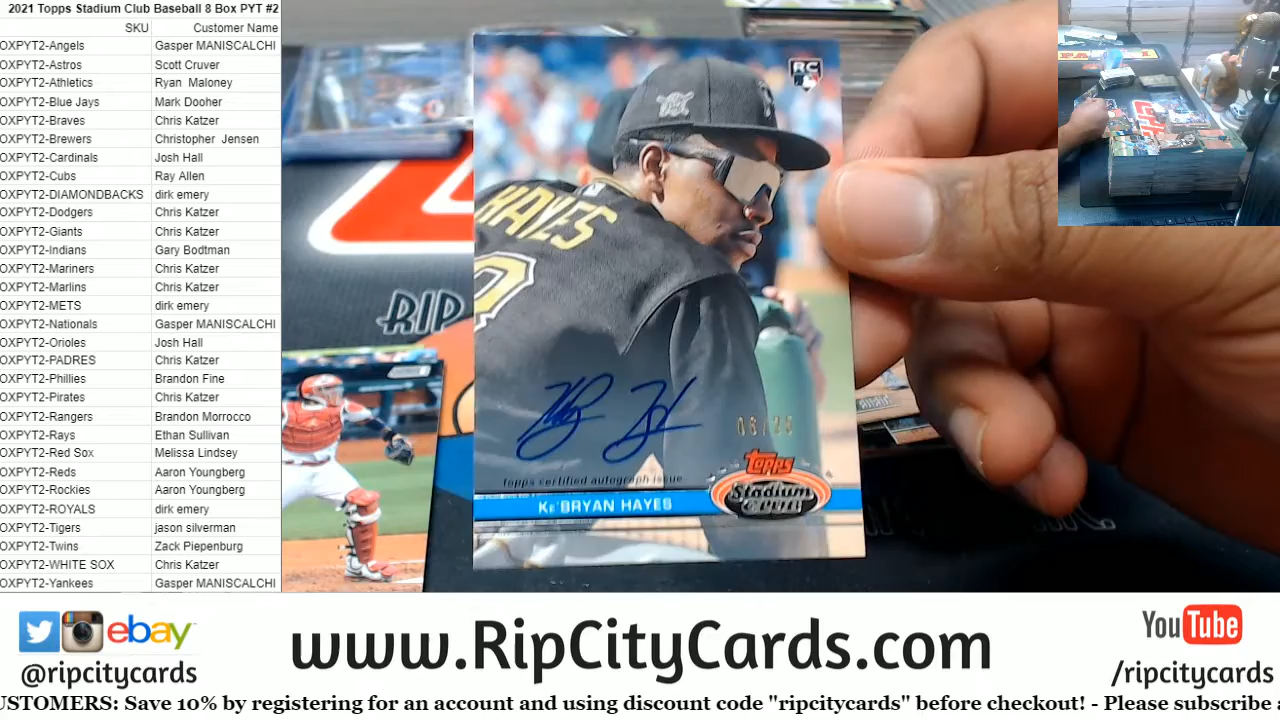 2021 Topps Stadium Club Baseball 8 Box PYT #2
SKU Customer Name
OXPYT2-Angels Gasper MANISCALCHI
OXPYT2-Astros Scott Cruver
OXPYT2-Athletics Ryan Maloney
OXPYT2-Blue Jays Mark Dooher
OXPYT2-Braves Chris Katzer
OXPYT2-Brewers Christopher Jensen
OXPYT2-Cardinals Josh Hall
OXPYT2-Cubs Ray Allen
OXPYT2-DIAMONDBACKS dirk emery
OXPYT2-Dodgers Chris Katzer
OXPYT2-Giants Chris Katzer
OXPYT2-Indians Gary Bodtman
OXPYT2-Mariners Chris Katzer
OXPYT2-Marlins Chris Katzer
OXPYT2-METS dirk emery
OXPYT2-Nationals Gasper MANISCALCHI
OXPYT2-Orioles Josh Hall
OXPYT2-PADRES Chris Katzer
OXPYT2-Phillies Brandon Fine
OXPYT2-Pirates Chris Katzer
OXPYT2-Rangers Brandon Morrocco
OXPYT2-Rays Ethan Sullivan
OXPYT2-Red Sox Melissa Lindsey
OXPYT2-Reds Aaron Youngberg
OXPYT2-Rockies Aaron Youngberg
OXPYT2-ROYALS dirk emery
OXPYT2-Tigers jason silverman
OXPYT2-Twins Zack Piepenburg
OXPYT2-WHITE SOX Chris Katzer
OXPYT2-Yankees Gasper MANISCALCHI
RC
HAYES
RIP
topps certified autograph issue
Topps
Stadium
Club
KE'BRYAN HAYES
ebay
@ripcitycards
www.RipCityCards.com
YouTube
/ripcitycards
USTOMERS: Save 10% by registering for an account and using discount code "ripcitycards" before checkout! - Please subscribe a